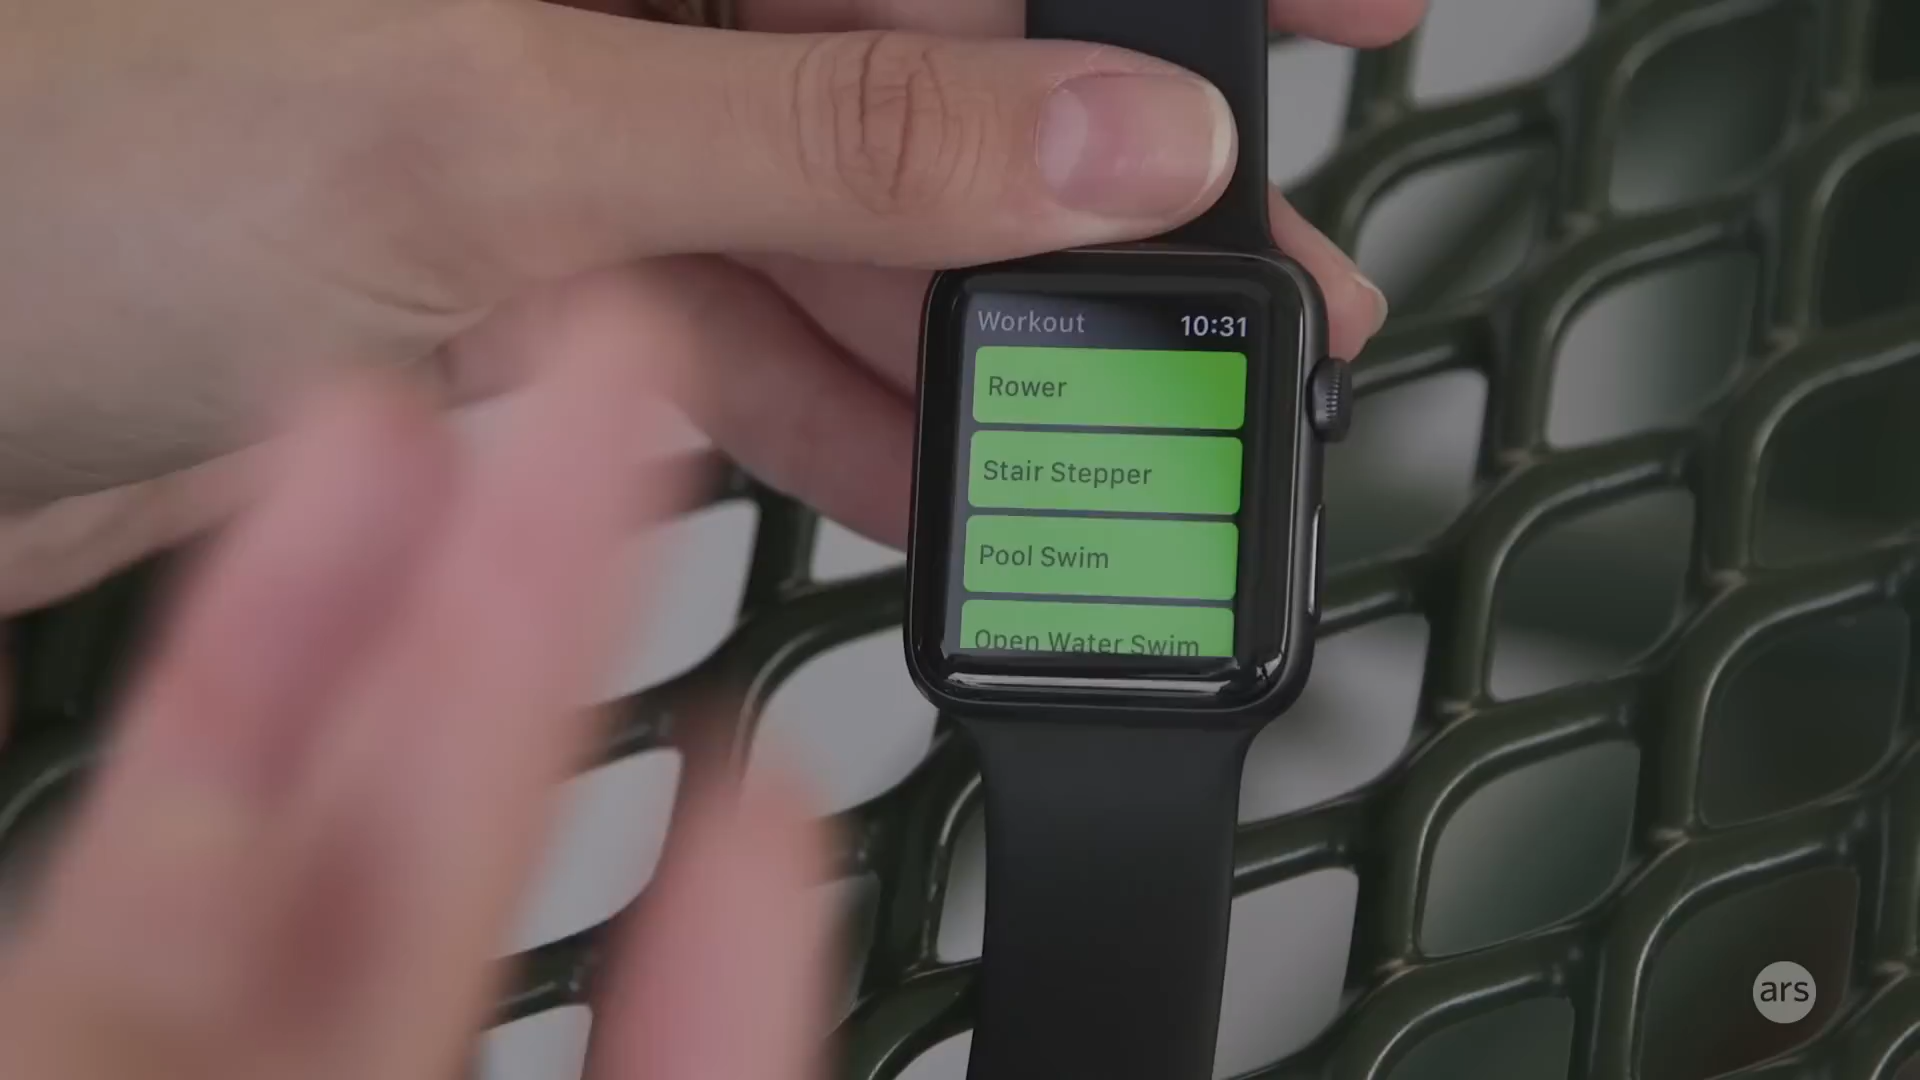 Workout 10:31
Rower
Stair Stepper
Pool Swim
Open Water Swim
ars